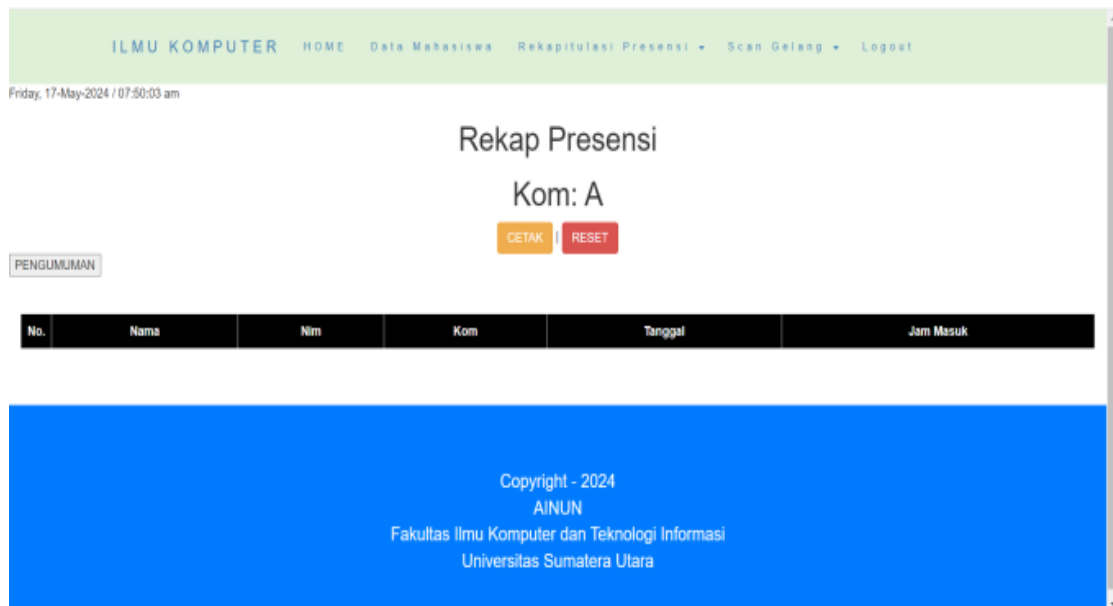 ILMU KOMPUTER HOME Data Mahasiswa Rekapitulasi Presensi Scan Gelang Logout
Friday, 17-May-2024 / 07:50:03 am
Rekap Presensi
Kom: A
CETAK | RESET
PENGUMUMAN
No. Nama Nim Kom Tanggal Jam Masuk
Copyright - 2024
AINUN
Fakultas Ilmu Komputer dan Teknologi Informasi
Universitas Sumatera Utara